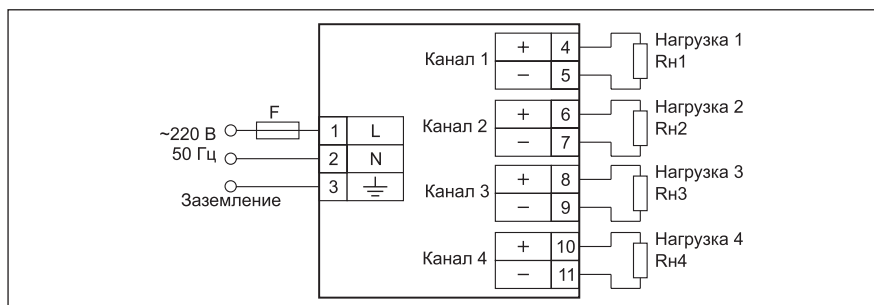 ~220 В
50 Гц
Заземление
F
1 L
2 N
3
Канал 1
+ 4
– 5
Нагрузка 1
Rн1
Канал 2
+ 6
– 7
Нагрузка 2
Rн2
Канал 3
+ 8
– 9
Нагрузка 3
Rн3
Канал 4
+ 10
– 11
Нагрузка 4
Rн4